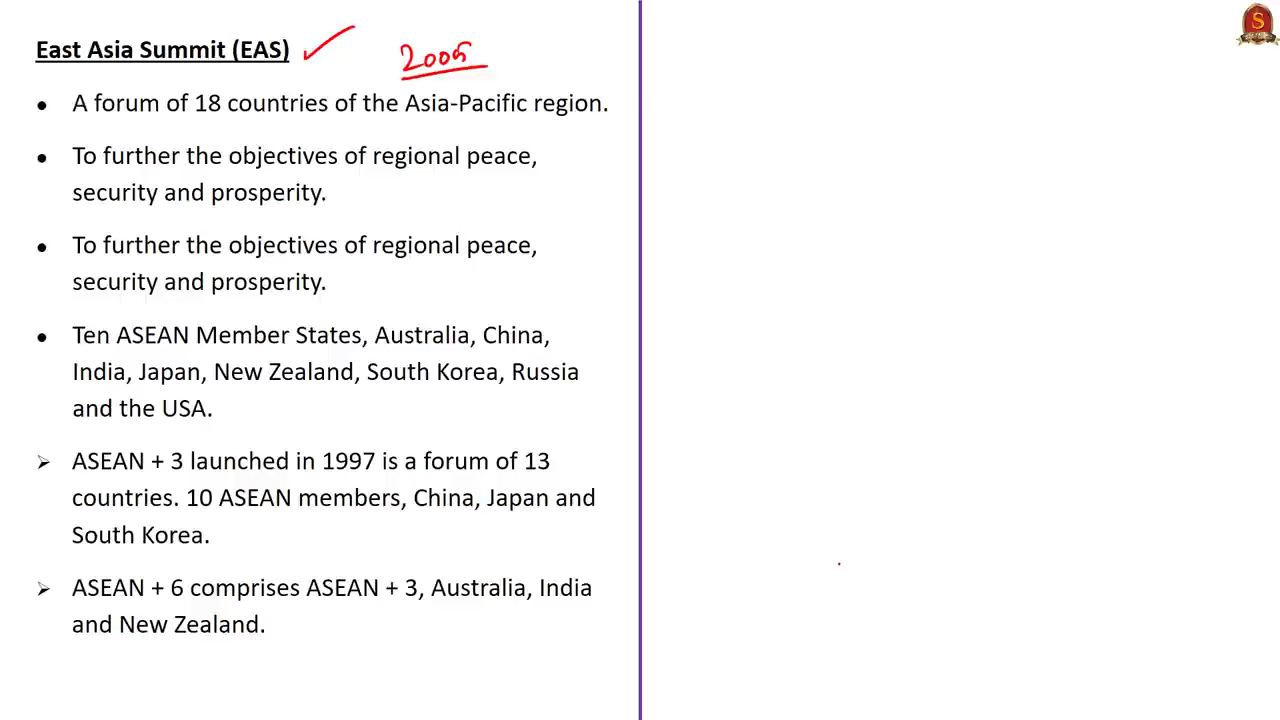 East Asia Summit (EAS)
2005
• A forum of 18 countries of the Asia-Pacific region.
• To further the objectives of regional peace,
security and prosperity.
• To further the objectives of regional peace,
security and prosperity.
• Ten ASEAN Member States, Australia, China,
India, Japan, New Zealand, South Korea, Russia
and the USA.
➢ ASEAN + 3 launched in 1997 is a forum of 13
countries. 10 ASEAN members, China, Japan and
South Korea.
➢ ASEAN + 6 comprises ASEAN + 3, Australia, India
and New Zealand.
S